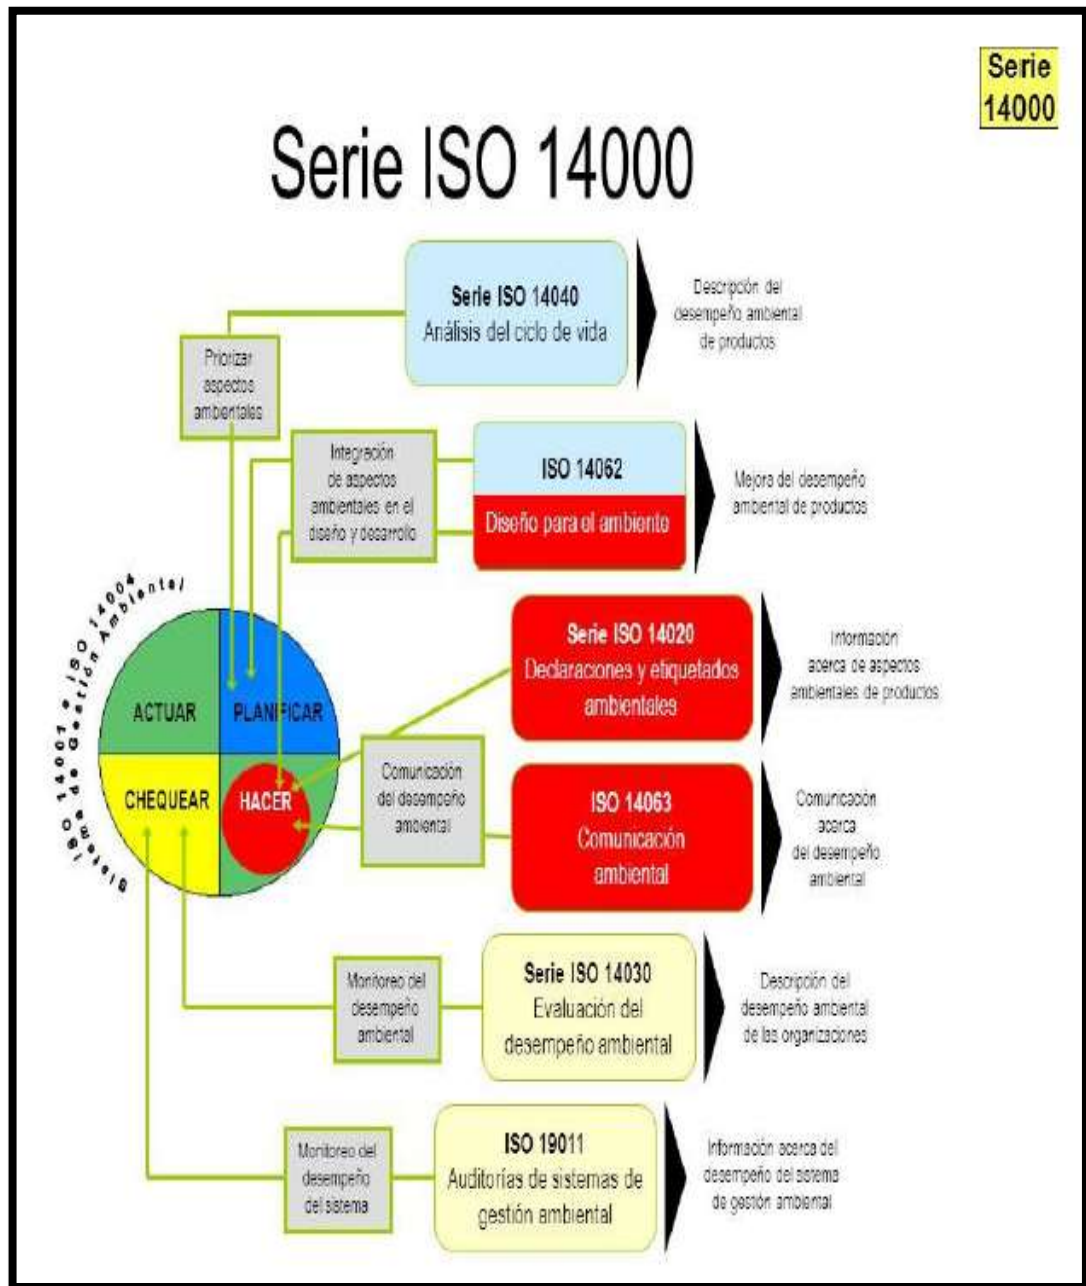 Serie
14000
Serie ISO 14000
Serie ISO 14040
Análisis del ciclo de vida
Descripción del
desempeño ambiental
de productos
Priorizar
aspectos
ambientales
Integración
de aspectos
ambientales en el
diseño y desarrollo
ISO 14062
Diseño para el ambiente
Mejora del desempeño
ambiental de productos
ISO 14001 e ISO 14004
Sistema de Gestión Ambiental
ACTUAR
PLANIFICAR
CHEQUEAR
HACER
Serie ISO 14020
Declaraciones y etiquetados
ambientales
Información
acerca de aspectos
ambientales de productos
Comunicación
del desempeño
ambiental
ISO 14063
Comunicación
ambiental
Comunicación
acerca
del desempeño
ambiental
Monitoreo del
desempeño
ambiental
Serie ISO 14030
Evaluación del
desempeño ambiental
Descripción del
desempeño ambiental
de las organizaciones
Monitoreo del
desempeño
del sistema
ISO 19011
Auditorías de sistemas de
gestión ambiental
Información acerca del
desempeño del sistema
de gestión ambiental